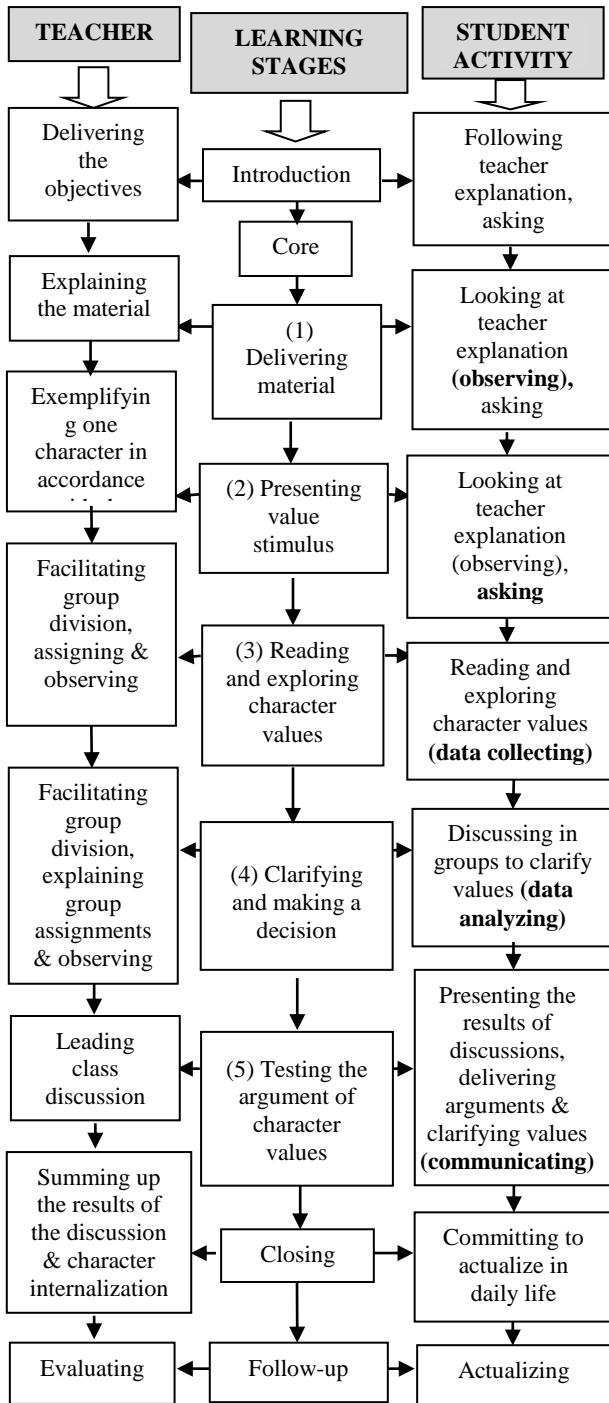 TEACHER
LEARNING
STAGES
STUDENT
ACTIVITY
Delivering
the
objectives
Introduction
Following
teacher
explanation,
asking
Core
Explaining
the material
(1)
Delivering
material
Looking at
teacher
explanation
(observing),
asking
Exemplifyin
g one
character in
accordance
(2) Presenting
value
stimulus
Looking at
teacher
explanation
(observing),
asking
Facilitating
group
division,
assigning &
observing
(3) Reading
and exploring
character
values
Reading and
exploring
character values
(data collecting)
Facilitating
group
division,
explaining
group
assignments
& observing
(4) Clarifying
and making a
decision
Discussing in
groups to clarify
values (data
analyzing)
Leading
class
discussion
(5) Testing the
argument of
character
values
Presenting the
results of
discussions,
delivering
arguments &
clarifying values
(communicating)
Summing up
the results of
the discussion
& character
internalization
Closing
Committing to
actualize in
daily life
Evaluating
Follow-up
Actualizing